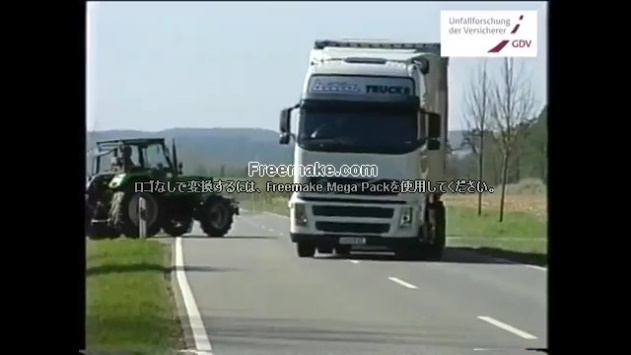 Unfallforschung
der Versicherer
GDV
TRUCKS
Freemake.com
ロゴなしで変換するには、Freemake Mega Packを使用してください。